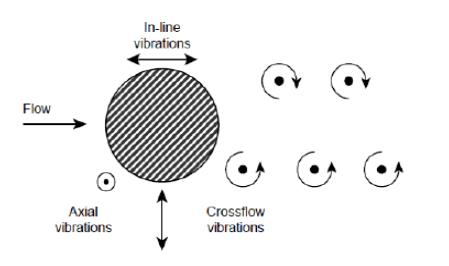 In-line
vibrations
Flow
Axial
vibrations
Crossflow
vibrations